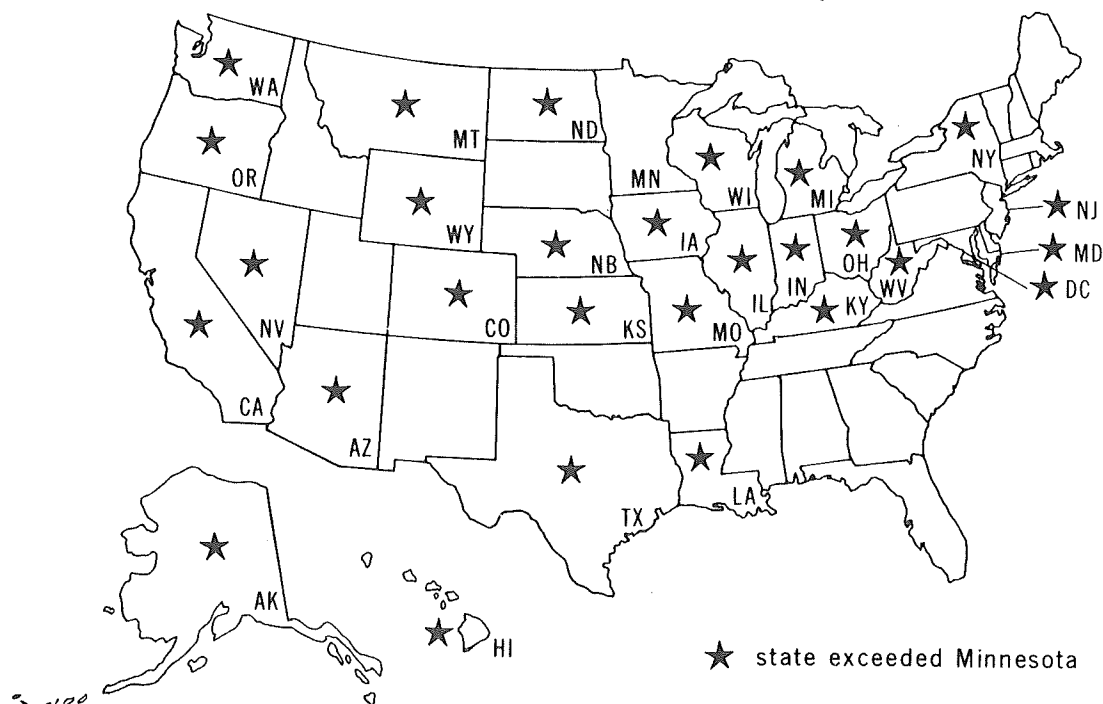 WA
MT
ND
OR
MN
WI
MI
NY
WY
NJ
IA
NB
OH
MD
WV
DC
NV
CO
KS
IL
IN
KY
MO
CA
AZ
LA
TX
AK
HI
★ state exceeded Minnesota